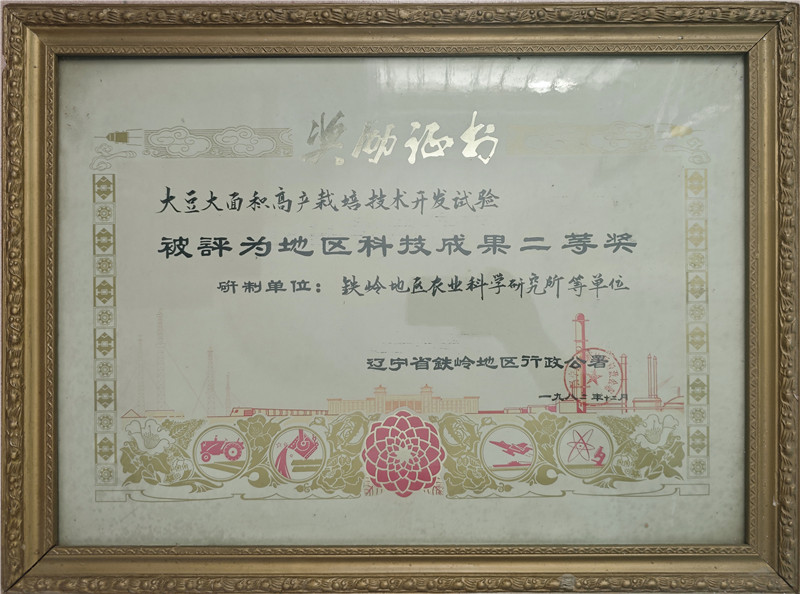 奖励证书
大豆大面积高产栽培技术开发试验
被評为地区科技成果二等奖
研制单位：铁岭地区农业科学研究所等单位
辽宁省铁岭地区行政公署
一九八二年十二月